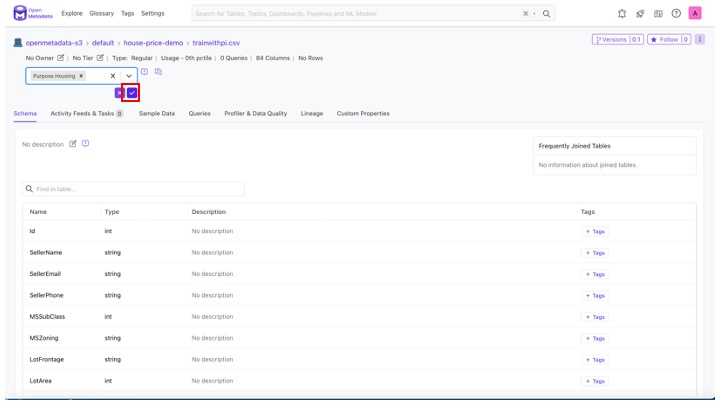 Open Metadata Explore Glossary Tags Settings Search for Tables, Topics, Dashboards, Pipelines and ML Models ⌘ / A
openmetadata-s3 > default > house-price-demo > trainwithpi.csv Versions 0.1 Follow 0
No Owner | No Tier | Type: Regular | Usage - 0th pctile | 0 Queries | 84 Columns | No Rows
Purpose.Housing
Schema Activity Feeds & Tasks 0 Sample Data Queries Profiler & Data Quality Lineage Custom Properties
No description
Frequently Joined Tables
No information about joined tables.
Find in table...
Name Type Description Tags
Id int No description + Tags
SellerName string No description + Tags
SellerEmail string No description + Tags
SellerPhone string No description + Tags
MSSubClass int No description + Tags
MSZoning string No description + Tags
LotFrontage string No description + Tags
LotArea int No description + Tags